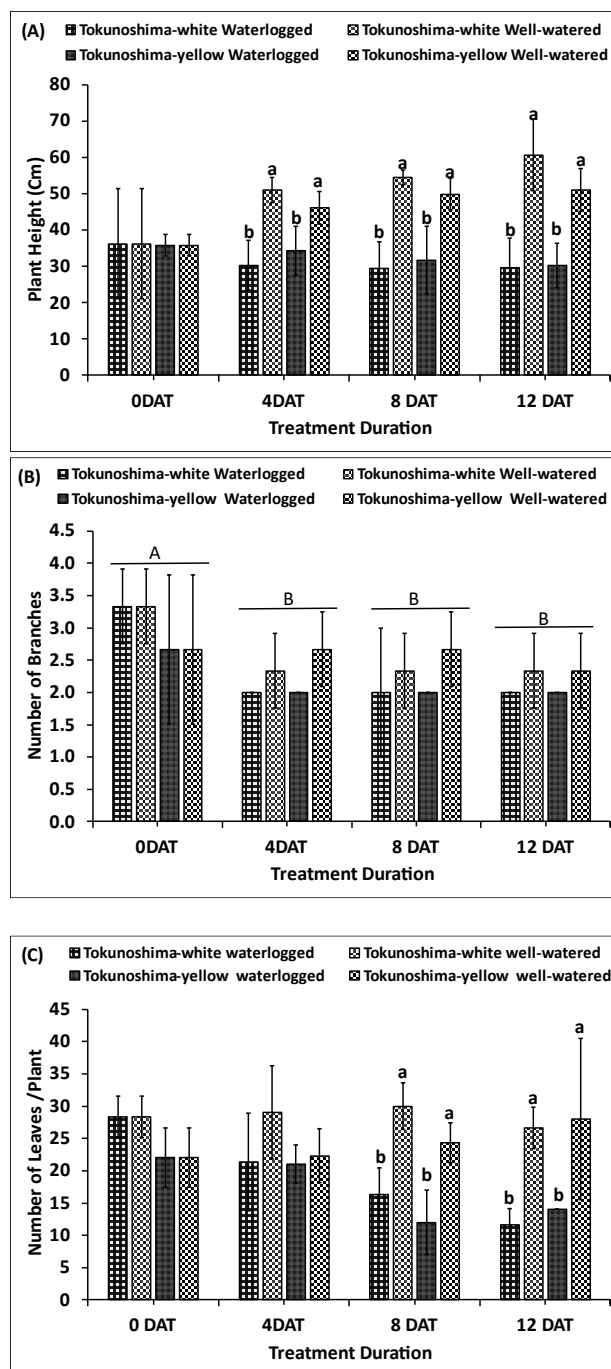 (A)
Tokunoshima-white Waterlogged Tokunoshima-white Well-watered
Tokunoshima-yellow Waterlogged Tokunoshima-yellow Well-watered
80
70
60
50
40
30
20
10
0
Plant Height (Cm)
b a b a
b a b a
b a b a
0DAT 4DAT 8 DAT 12 DAT
Treatment Duration
(B)
Tokunoshima-white Waterlogged Tokunoshima-white Well-watered
Tokunoshima-yellow Waterlogged Tokunoshima-yellow Well-watered
4.5
4.0
3.5
3.0
2.5
2.0
1.5
1.0
0.5
0.0
Number of Branches
A B B B
0DAT 4DAT 8 DAT 12 DAT
Treatment Duration
(C)
Tokunoshima-white waterlogged Tokunoshima-white well-watered
Tokunoshima-yellow waterlogged Tokunoshima-yellow well-watered
45
40
35
30
25
20
15
10
5
0
Number of Leaves /Plant
b a b a
b a b a
0 DAT 4DAT 8 DAT 12 DAT
Treatment Duration